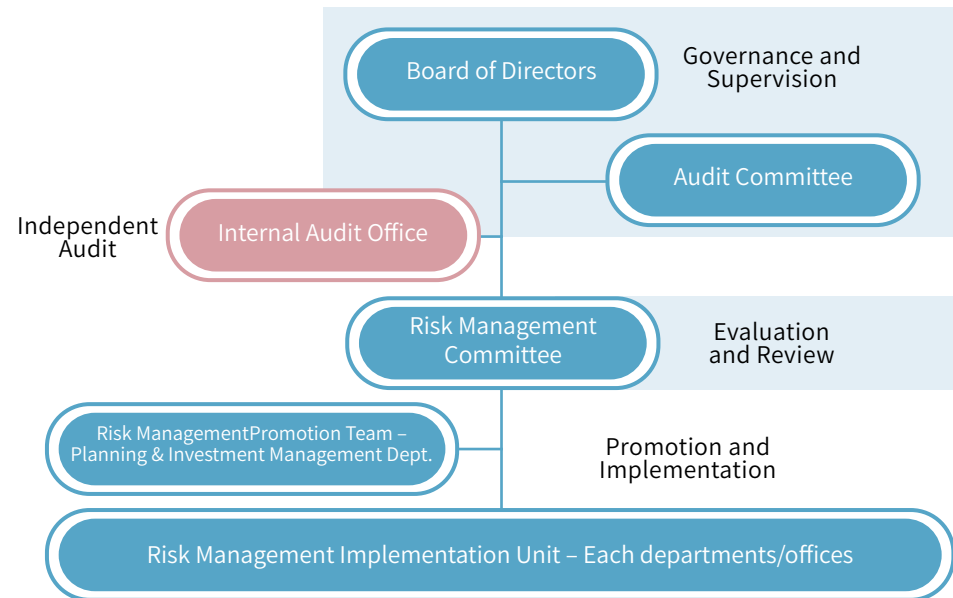 Board of Directors
Governance and
Supervision
Audit Committee
Independent
Audit
Internal Audit Office
Risk Management
Committee
Evaluation
and Review
Risk ManagementPromotion Team –
Planning & Investment Management Dept.
Promotion and
Implementation
Risk Management Implementation Unit – Each departments/offices